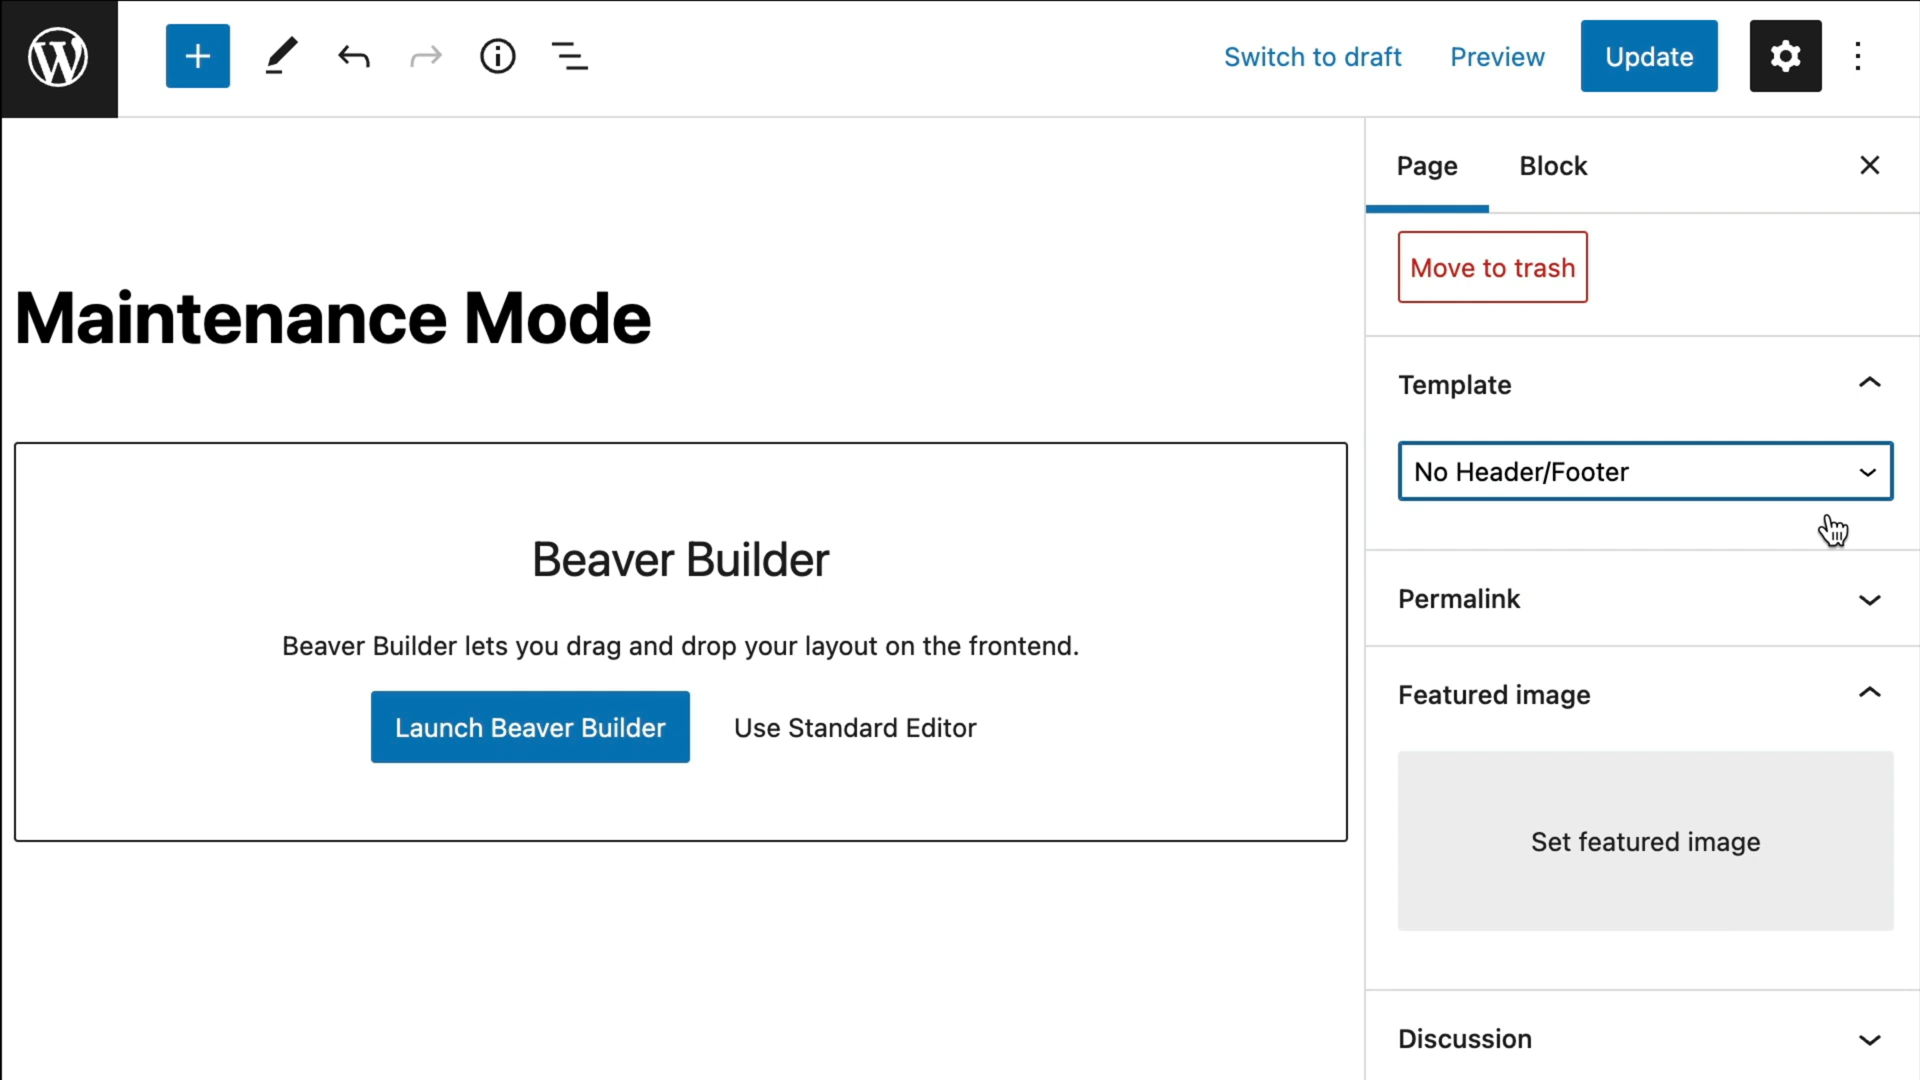 Switch to draft
Preview
Update
Page
Block
Move to trash
Maintenance Mode
Template
No Header/Footer
Beaver Builder
Beaver Builder lets you drag and drop your layout on the frontend.
Launch Beaver Builder
Use Standard Editor
Permalink
Featured image
Set featured image
Discussion